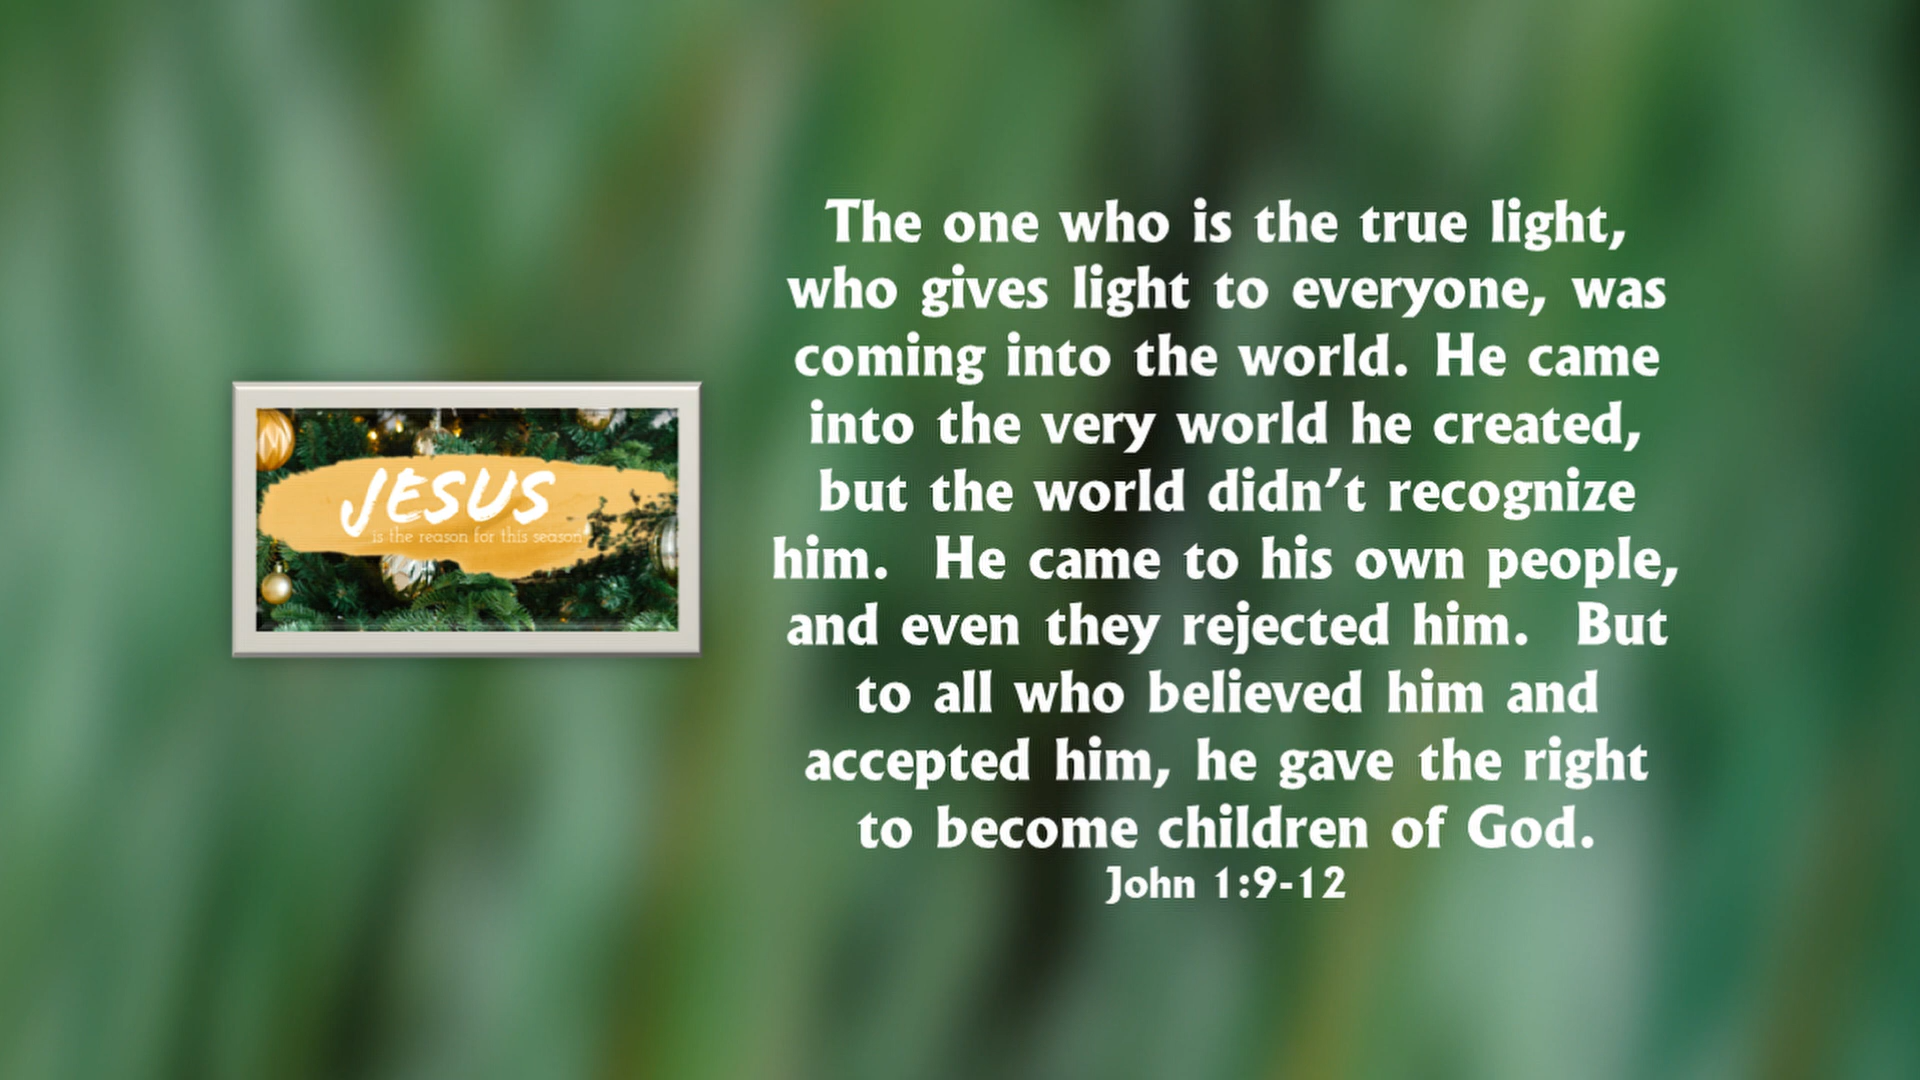 JESUS
is the reason for this season
The one who is the true light,
who gives light to everyone, was
coming into the world. He came
into the very world he created,
but the world didn’t recognize
him.  He came to his own people,
and even they rejected him.  But
to all who believed him and
accepted him, he gave the right
to become children of God.
John 1:9-12